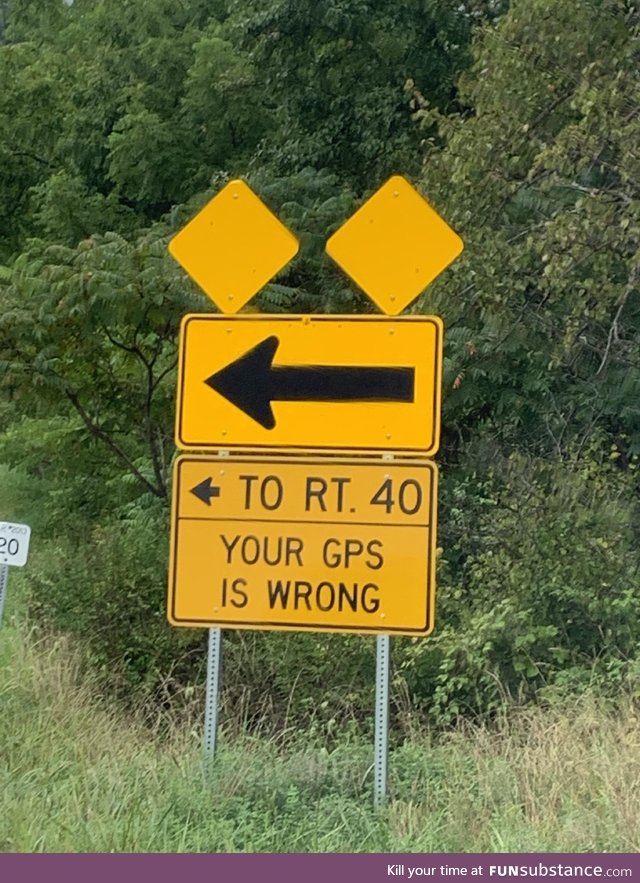 TO RT. 40
YOUR GPS
IS WRONG
20
Kill your time at FUNsubstance.com